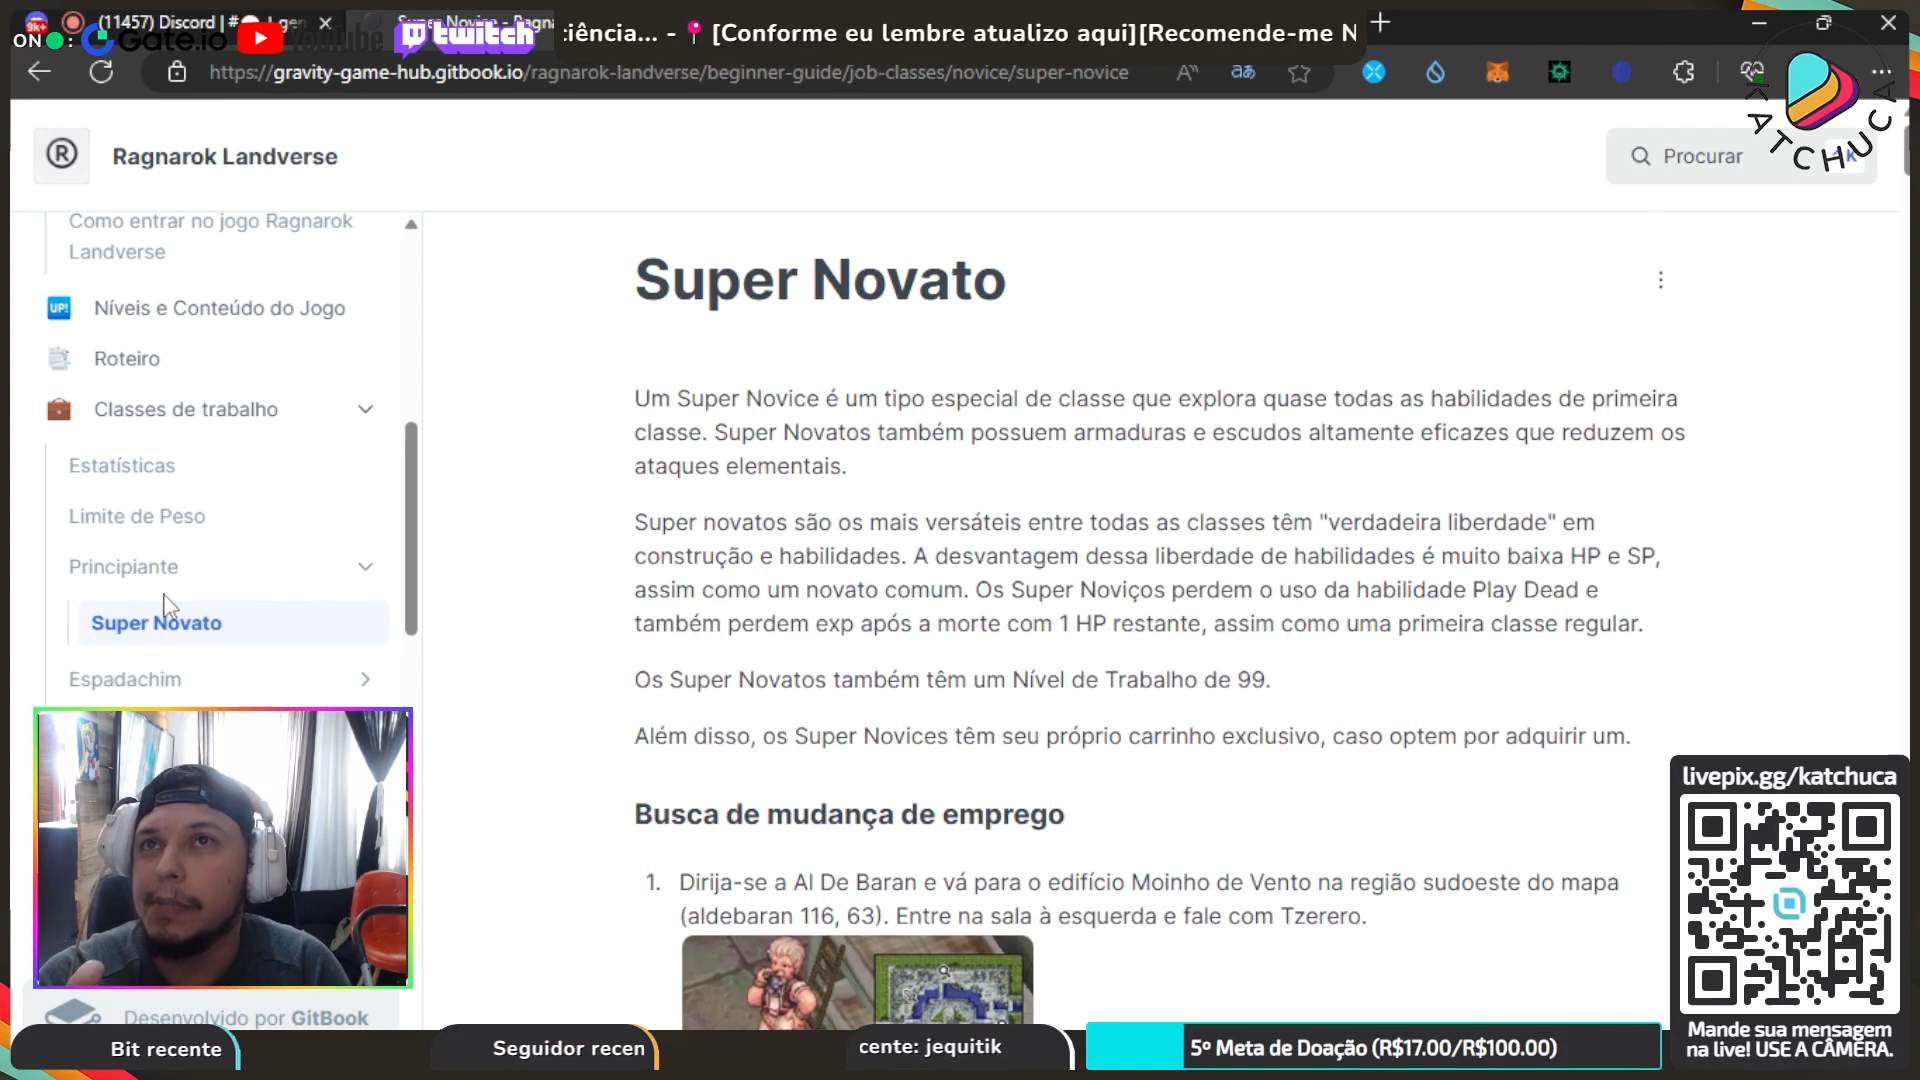 (11457) Discord | #
Super Novice - Ragna
9k+
ON :
Gate.io
YouTube
twitch
:iência... - 📍 [Conforme eu lembre atualizo aqui][Recomende-me N
https://gravity-game-hub.gitbook.io/ragnarok-landverse/beginner-guide/job-classes/novice/super-novice
KATCHUCA
Ragnarok Landverse
Procurar
Como entrar no jogo Ragnarok
Landverse
UP!
Níveis e Conteúdo do Jogo
Roteiro
Classes de trabalho
Estatísticas
Limite de Peso
Principiante
Super Novato
Espadachim
Desenvolvido por GitBook
Super Novato
Um Super Novice é um tipo especial de classe que explora quase todas as habilidades de primeira
classe. Super Novatos também possuem armaduras e escudos altamente eficazes que reduzem os
ataques elementais.
Super novatos são os mais versáteis entre todas as classes têm "verdadeira liberdade" em
construção e habilidades. A desvantagem dessa liberdade de habilidades é muito baixa HP e SP,
assim como um novato comum. Os Super Noviços perdem o uso da habilidade Play Dead e
também perdem exp após a morte com 1 HP restante, assim como uma primeira classe regular.
Os Super Novatos também têm um Nível de Trabalho de 99.
Além disso, os Super Novices têm seu próprio carrinho exclusivo, caso optem por adquirir um.
Busca de mudança de emprego
1. Dirija-se a Al De Baran e vá para o edifício Moinho de Vento na região sudoeste do mapa
(aldebaran 116, 63). Entre na sala à esquerda e fale com Tzerero.
livepix.gg/katchuca
Mande sua mensagem
na live! USE A CÂMERA.
Bit recente
Seguidor recen
cente: jequitik
5º Meta de Doação (R$17.00/R$100.00)